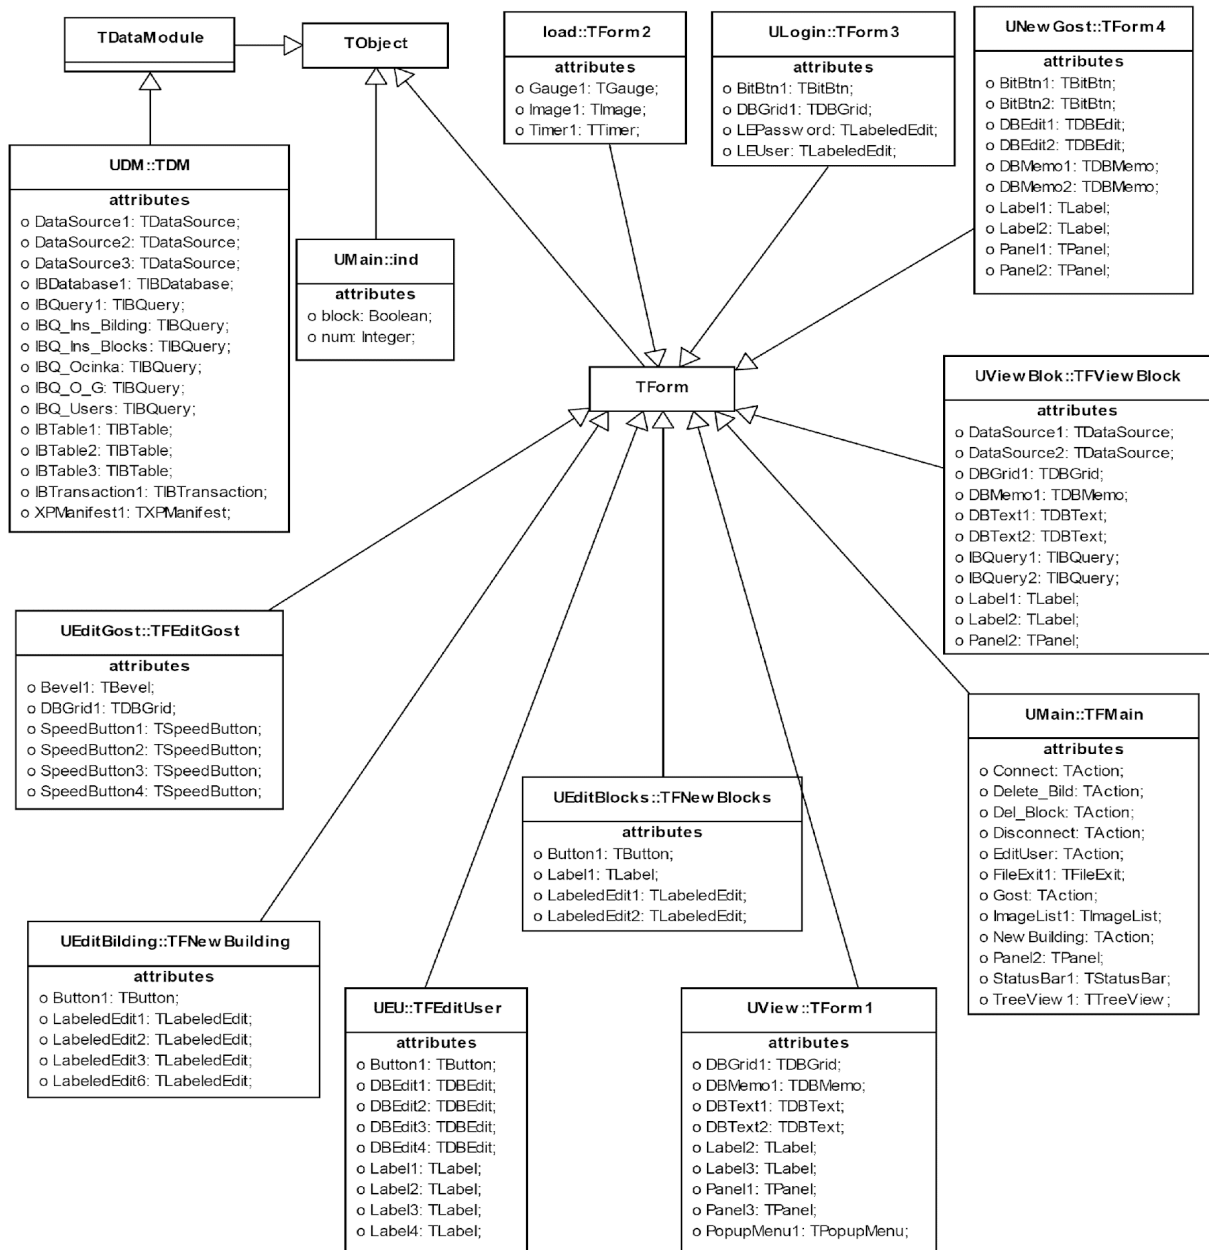 TDataModule
TObject
load::TForm2
attributes
o Gauge1: TGauge;
o Image1: TImage;
o Timer1: TTimer;
ULogin::TForm3
attributes
o BitBtn1: TBitBtn;
o DBGrid1: TDBGrid;
o LEPassword: TLabeledEdit;
o LEUser: TLabeledEdit;
UNewGost::TForm4
attributes
o BitBtn1: TBitBtn;
o BitBtn2: TBitBtn;
o DBEdit1: TDBEdit;
o DBEdit2: TDBEdit;
o DBMemo1: TDBMemo;
o DBMemo2: TDBMemo;
o Label1: TLabel;
o Label2: TLabel;
o Panel1: TPanel;
o Panel2: TPanel;
UDM::TDM
attributes
o DataSource1: TDataSource;
o DataSource2: TDataSource;
o DataSource3: TDataSource;
o IBDatabase1: TIBDatabase;
o IBQuery1: TIBQuery;
o IBQ_Ins_Bilding: TIBQuery;
o IBQ_Ins_Blocks: TIBQuery;
o IBQ_Ocinka: TIBQuery;
o IBQ_O_G: TIBQuery;
o IBQ_Users: TIBQuery;
o IBTable1: TIBTable;
o IBTable2: TIBTable;
o IBTable3: TIBTable;
o IBTransaction1: TIBTransaction;
o XPManifest1: TXPManifest;
UMain::ind
attributes
o block: Boolean;
o num: Integer;
TForm
UViewBlok::TFViewBlock
attributes
o DataSource1: TDataSource;
o DataSource2: TDataSource;
o DBGrid1: TDBGrid;
o DBMemo1: TDBMemo;
o DBText1: TDBText;
o DBText2: TDBText;
o IBQuery1: TIBQuery;
o IBQuery2: TIBQuery;
o Label1: TLabel;
o Label2: TLabel;
o Panel2: TPanel;
UEditGost::TFEditGost
attributes
o Bevel1: TBevel;
o DBGrid1: TDBGrid;
o SpeedButton1: TSpeedButton;
o SpeedButton2: TSpeedButton;
o SpeedButton3: TSpeedButton;
o SpeedButton4: TSpeedButton;
UMain::TFMain
attributes
o Connect: TAction;
o Delete_Bild: TAction;
o Del_Block: TAction;
o Disconnect: TAction;
o EditUser: TAction;
o FileExit1: TFileExit;
o Gost: TAction;
o ImageList1: TImageList;
o NewBuilding: TAction;
o Panel2: TPanel;
o StatusBar1: TStatusBar;
o TreeView1: TTreeView;
UEditBlocks::TFNewBlocks
attributes
o Button1: TButton;
o Label1: TLabel;
o LabeledEdit1: TLabeledEdit;
o LabeledEdit2: TLabeledEdit;
UEditBilding::TFNewBuilding
attributes
o Button1: TButton;
o LabeledEdit1: TLabeledEdit;
o LabeledEdit2: TLabeledEdit;
o LabeledEdit3: TLabeledEdit;
o LabeledEdit6: TLabeledEdit;
UEU::TFEditUser
attributes
o Button1: TButton;
o DBEdit1: TDBEdit;
o DBEdit2: TDBEdit;
o DBEdit3: TDBEdit;
o DBEdit4: TDBEdit;
o Label1: TLabel;
o Label2: TLabel;
o Label3: TLabel;
o Label4: TLabel;
UView::TForm1
attributes
o DBGrid1: TDBGrid;
o DBMemo1: TDBMemo;
o DBText1: TDBText;
o DBText2: TDBText;
o Label2: TLabel;
o Label3: TLabel;
o Panel1: TPanel;
o Panel3: TPanel;
o PopupMenu1: TPopupMenu;